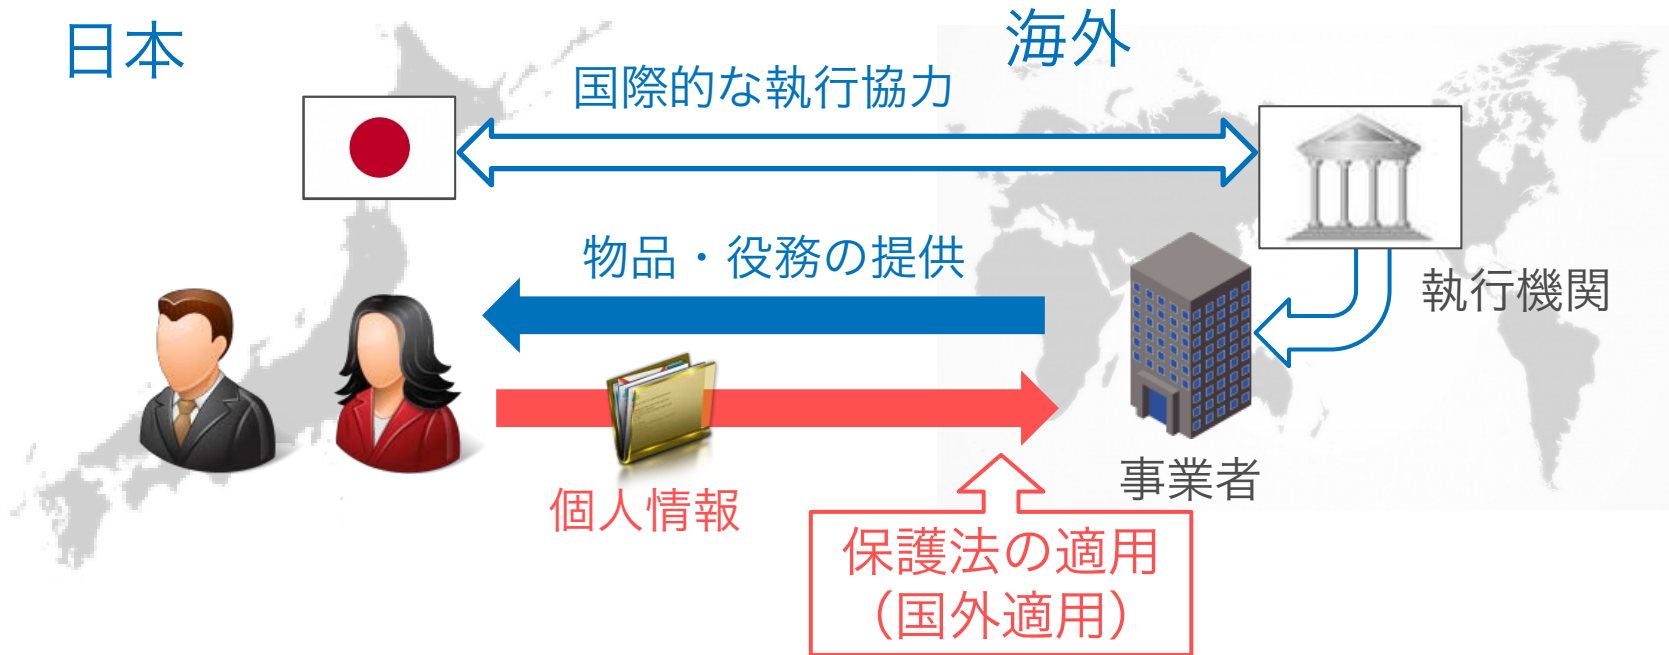 日本
海外
国際的な執行協力
物品・役務の提供
執行機関
事業者
個人情報
保護法の適用
（国外適用）